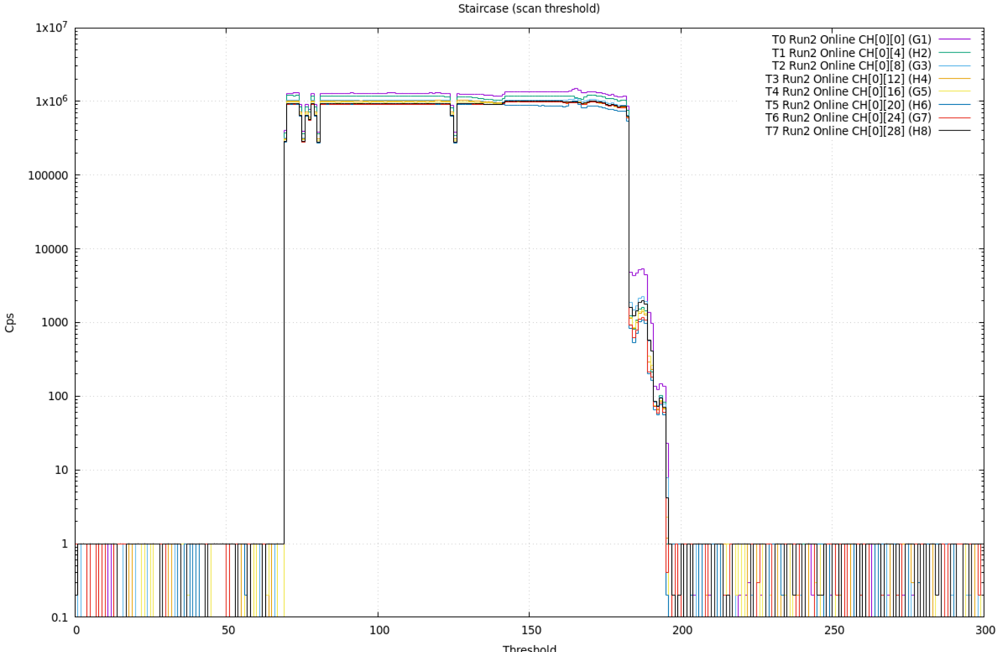 Staircase (scan threshold)
1x10⁷
1x10⁶
100000
10000
1000
100
10
1
0.1
Cps
T0 Run2 Online CH[0][0] (G1)
T1 Run2 Online CH[0][4] (H2)
T2 Run2 Online CH[0][8] (G3)
T3 Run2 Online CH[0][12] (H4)
T4 Run2 Online CH[0][16] (G5)
T5 Run2 Online CH[0][20] (H6)
T6 Run2 Online CH[0][24] (G7)
T7 Run2 Online CH[0][28] (H8)
0 50 100 150 200 250 300
Threshold